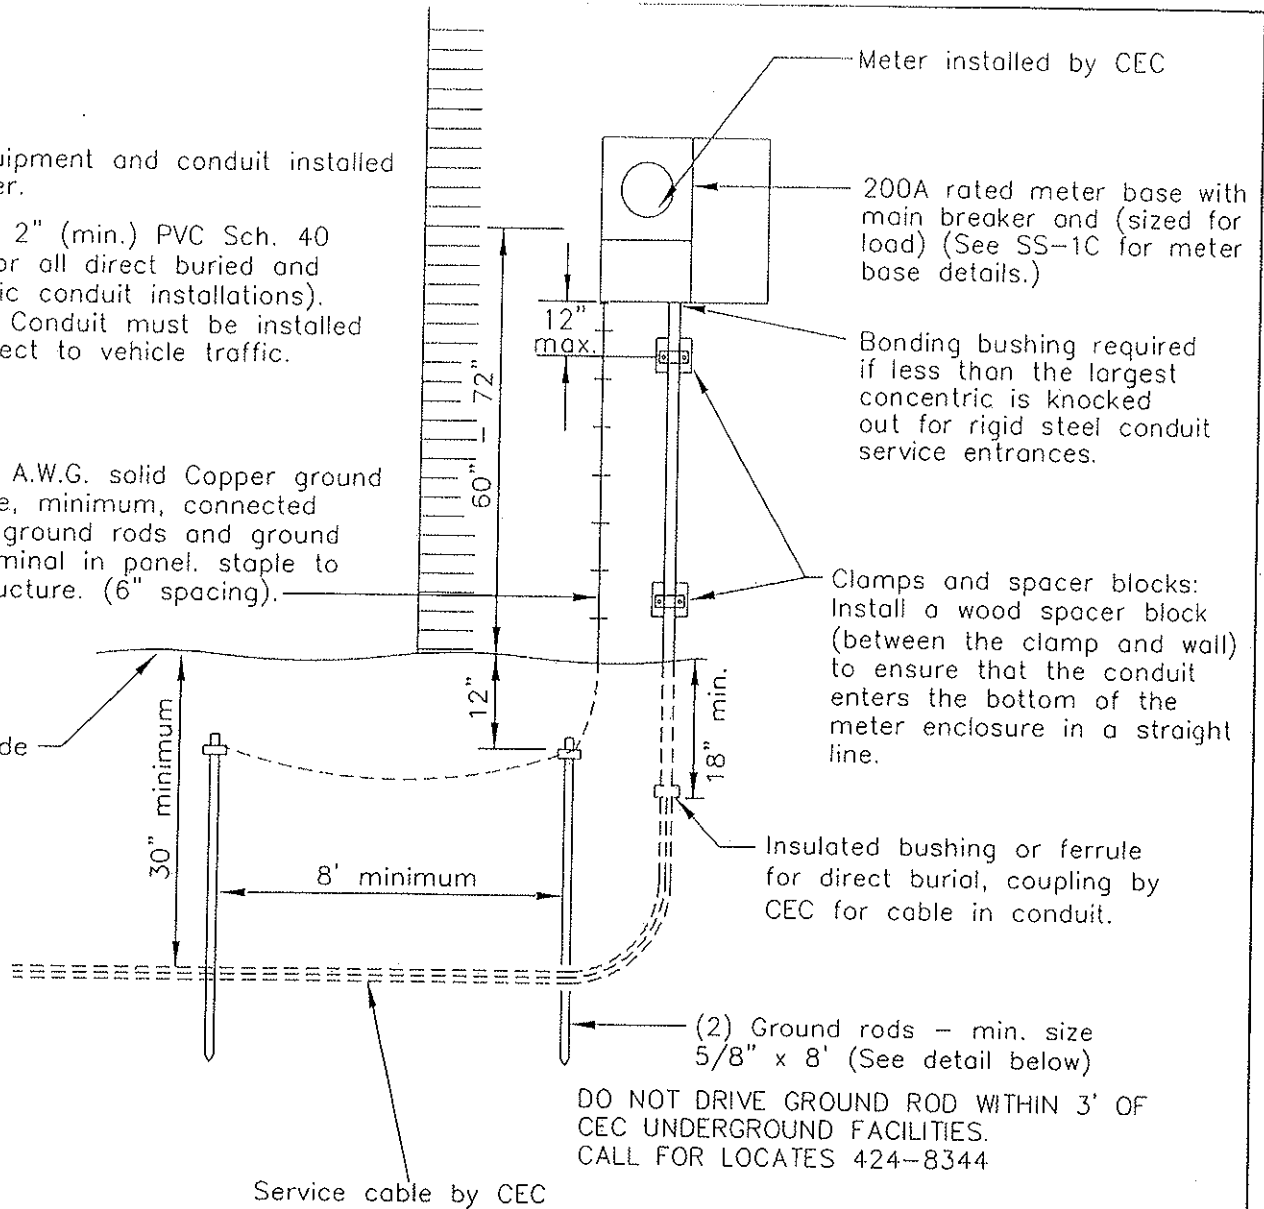 Meter installed by CEC
uipment and conduit installed
er.
2" (min.) PVC Sch. 40
or all direct buried and
ic conduit installations).
Conduit must be installed
ect to vehicle traffic.
200A rated meter base with
main breaker and (sized for
load) (See SS-1C for meter
base details.)
12"
max.
60" - 72"
Bonding bushing required
if less than the largest
concentric is knocked
out for rigid steel conduit
service entrances.
A.W.G. solid Copper ground
e, minimum, connected
ground rods and ground
minal in panel. staple to
ucture. (6" spacing).
Clamps and spacer blocks:
Install a wood spacer block
(between the clamp and wall)
to ensure that the conduit
enters the bottom of the
meter enclosure in a straight
line.
12"
18" min.
de
30" minimum
8' minimum
Insulated bushing or ferrule
for direct burial, coupling by
CEC for cable in conduit.
(2) Ground rods - min. size
5/8" x 8' (See detail below)
DO NOT DRIVE GROUND ROD WITHIN 3' OF
CEC UNDERGROUND FACILITIES.
CALL FOR LOCATES 424-8344
Service cable by CEC